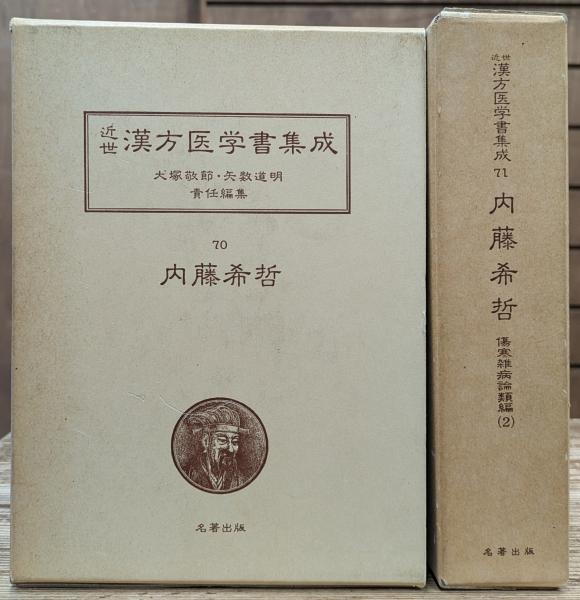 近世 漢方医学書集成
大塚敬節・矢数道明
責任編集
70
内藤希哲
名著出版
近世 漢方医学書集成 71 内藤希哲 傷寒雑病論類編(2)
名著出版